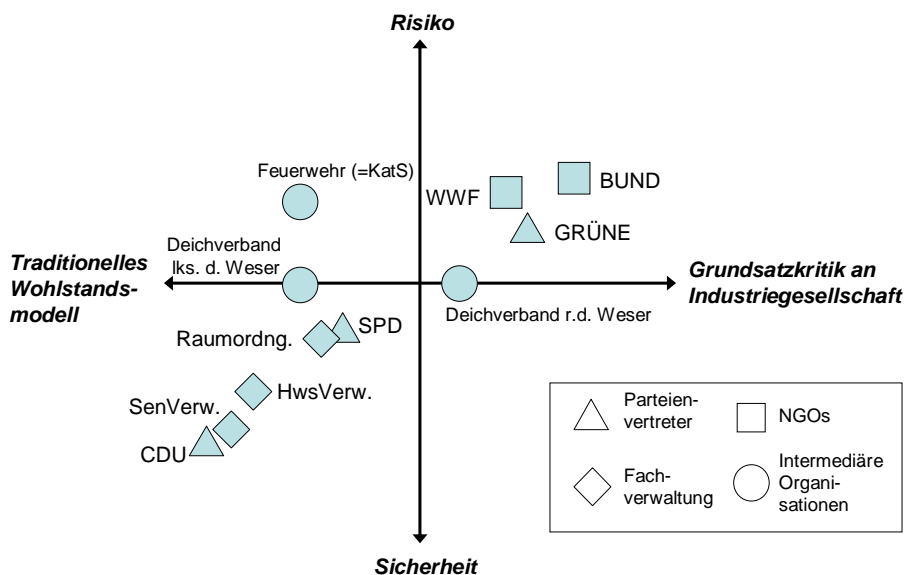 Risiko
Feuerwehr (=KatS)
WWF
BUND
GRÜNE
Deichverband
lks. d. Weser
Traditionelles
Wohlstands-
modell
Grundsatzkritik an
Industriegesellschaft
Deichverband r.d. Weser
SPD
Raumordng.
HwsVerw.
SenVerw.
CDU
Parteien-
vertreter
NGOs
Fach-
verwaltung
Intermediäre
Organi-
sationen
Sicherheit